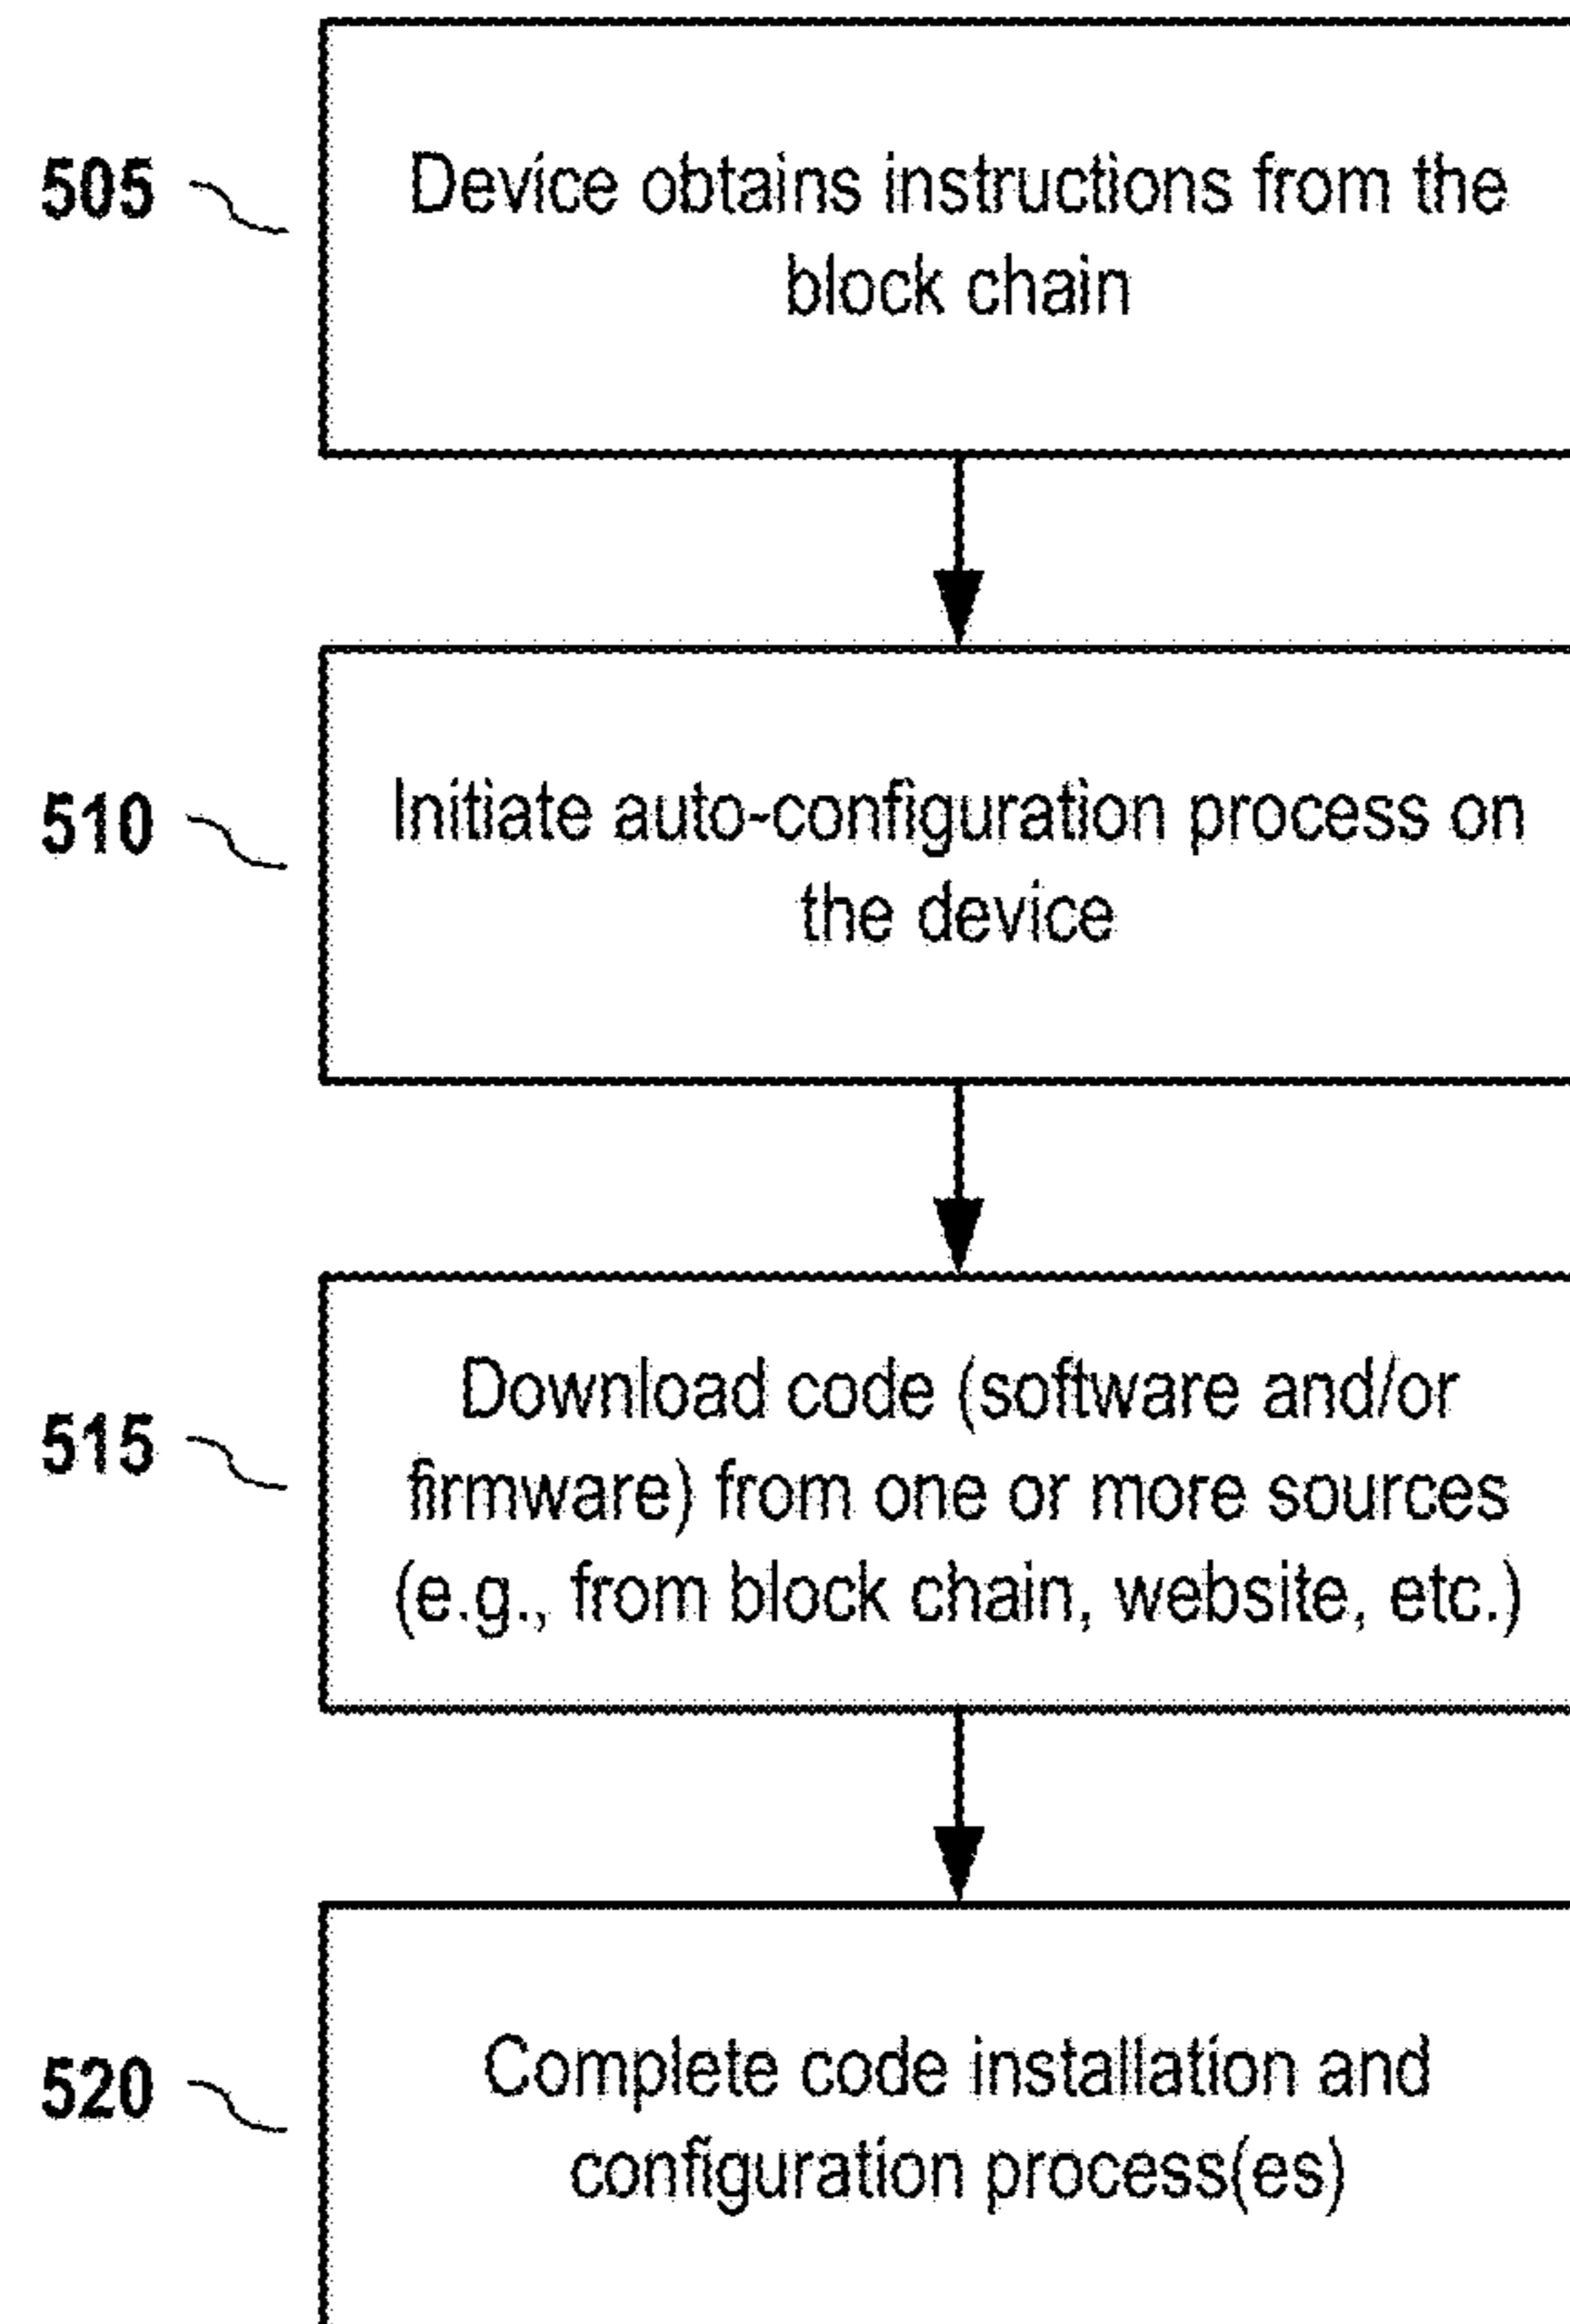 505
Device obtains instructions from the
block chain
510
Initiate auto-configuration process on
the device
515
Download code (software and/or
firmware) from one or more sources
(e.g., from block chain, website, etc.)
520
Complete code installation and
configuration process(es)